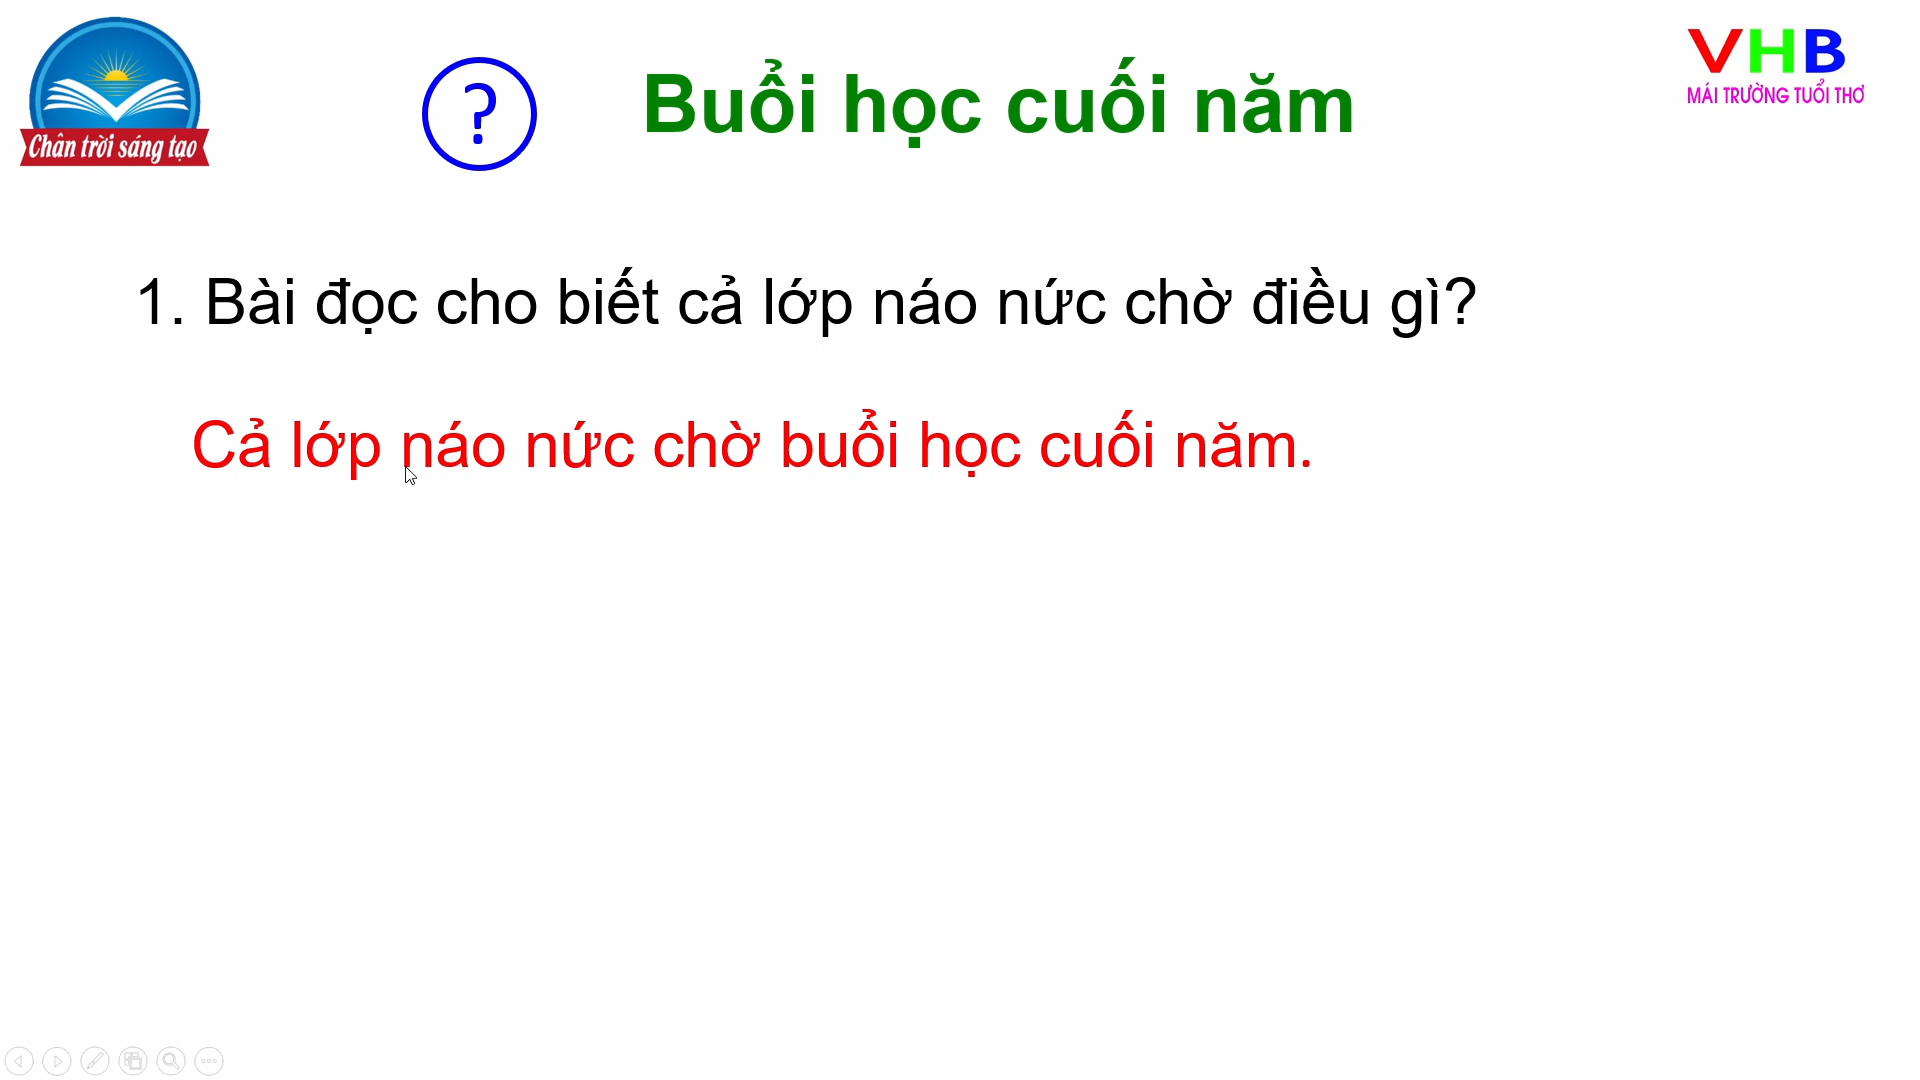 Chân trời sáng tạo
?
Buổi học cuối năm
VHB
MÁI TRƯỜNG TUỔI THƠ
1. Bài đọc cho biết cả lớp náo nức chờ điều gì?
Cả lớp náo nức chờ buổi học cuối năm.